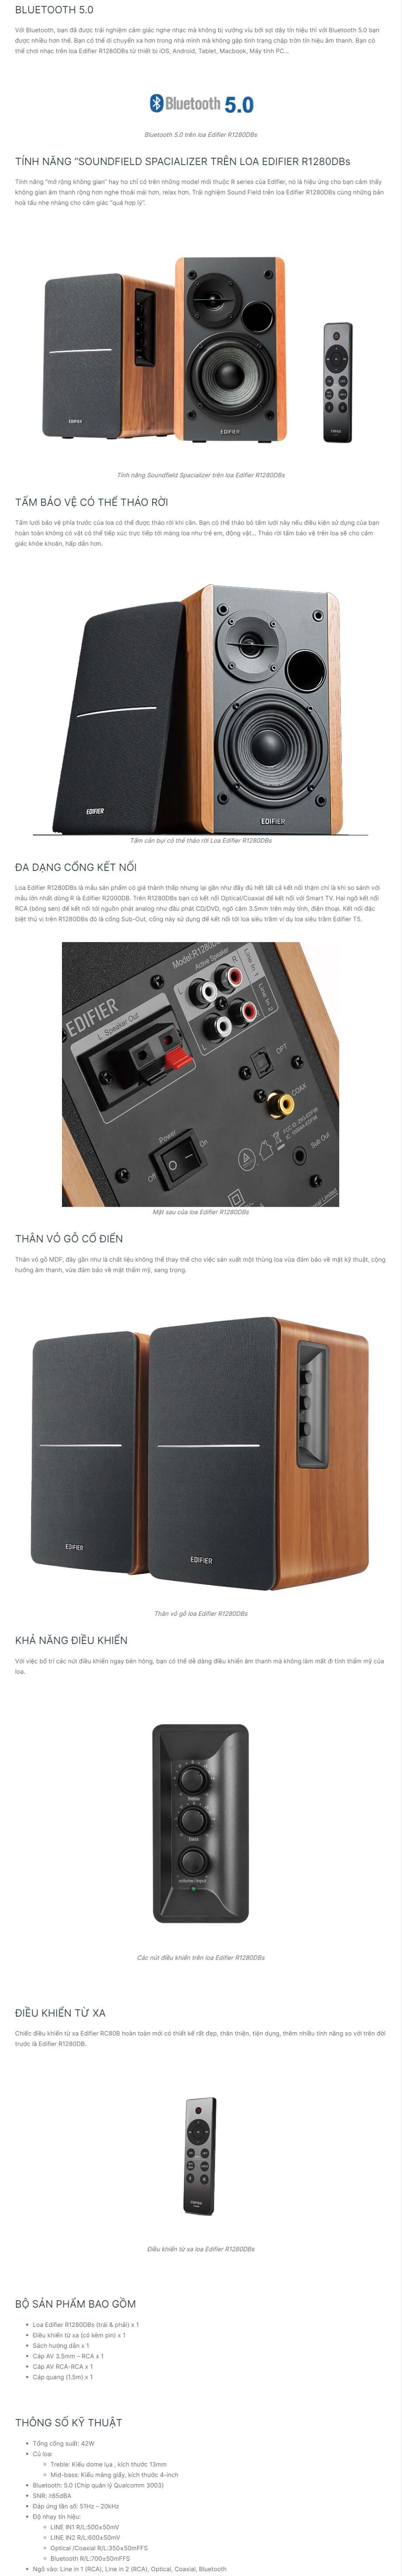 BLUETOOTH 5.0
Với Bluetooth, bạn đã được trải nghiệm cảm giác nghe nhạc mà không bị vướng víu bởi sợi dây tín hiệu thì với Bluetooth 5.0 bạn
được nhiều hơn thế. Bạn có thể di chuyển xa hơn trong nhà mình mà không gặp tình trạng chập trờn tín hiệu âm thanh. Bạn có
thể chơi nhạc trên loa Edifier R1280DBs từ thiết bị iOS, Android, Tablet, Macbook, Máy tính PC...
Bluetooth 5.0
Bluetooth 5.0 trên loa Edifier R1280DBs
TÍNH NĂNG "SOUNDFIELD SPACIALIZER TRÊN LOA EDIFIER R1280DBs
Tính năng "mở rộng không gian" hay ho chỉ có trên những model mới thuộc R series của Edifier, nó là hiệu ứng cho bạn cảm thấy
không gian âm thanh rộng hơn nghe thoải mái hơn, relax hơn. Trải nghiệm Sound Field trên loa Edifier R1280DBs cùng những bản
hoà tấu nhẹ nhàng cho cảm giác "quá hợp lý".
EDIFIER
EDIFIER
Tính năng Soundfield Spacializer trên loa Edifier R1280DBs
TẤM BẢO VỆ CÓ THỂ THÁO RỜI
Tấm lưới bảo vệ phía trước của loa có thể được tháo rời khi cần. Bạn có thể tháo bỏ tấm lưới này nếu điều kiện sử dụng của bạn
hoàn toàn không có vật có thể tiếp xúc trực tiếp tới màng loa như trẻ em, động vật... Tháo rời tấm bảo vệ trên loa sẽ cho cảm
giác khỏe khoắn, hấp dẫn hơn.
EDIFIER
EDIFIER
Tấm cản bụi có thể tháo rời Loa Edifier R1280DBs
ĐA DẠNG CỔNG KẾT NỐI
Loa Edifier R1280DBs là mẫu sản phẩm có giá thành thấp nhưng lại gần như đầy đủ hết tất cả kết nối thậm chí là khi so sánh với
mẫu lớn nhất dòng R là Edifier R2000DB. Trên R1280DBs bạn có kết nối Optical/Coaxial để kết nối với Smart TV. Hai ngõ kết nối
RCA (bông sen) để kết nối tới nguồn phát analog như đầu phát CD/DVD, ngõ cắm 3.5mm trên máy tính, điện thoại. Kết nối đặc
biệt thú vị trên R1280DBs đó là cổng Sub-Out, cổng này sử dụng để kết nối tới loa siêu trầm ví dụ loa siêu trầm Edifier T5.
EDIFIER
Model:R1280D
Active Speaker
L Speaker Out
L R
Line In 1
Line In 2
L
OPT
COAX
Power
On
Off
Sub Out
Mặt sau của loa Edifier R1280DBs
THÂN VỎ GỖ CỔ ĐIỂN
Thân vỏ gỗ MDF, đây gần như là chất liệu không thể thay thế cho việc sản xuất một thùng loa vừa đảm bảo về mặt kỹ thuật, cộng
hưởng âm thanh, vừa đảm bảo về mặt thẩm mỹ, sang trọng.
EDIFIER
EDIFIER
Thân vỏ gỗ loa Edifier R1280DBs
KHẢ NĂNG ĐIỀU KHIỂN
Với việc bố trí các nút điều khiển ngay bên hông, bạn có thể dễ dàng điều khiển âm thanh mà không làm mất đi tính thẩm mỹ của
loa.
treble
bass
volume/input
Các nút điều khiển trên loa Edifier R1280DBs
ĐIỀU KHIỂN TỪ XA
Chiếc điều khiển từ xa Edifier RC80B hoàn toàn mới có thiết kế rất đẹp, thân thiện, tiện dụng, thêm nhiều tính năng so với trên đời
trước là Edifier R1280DB.
Điều khiển từ xa loa Edifier R1280DBs
BỘ SẢN PHẨM BAO GỒM
• Loa Edifier R1280DBs (trái & phải) x 1
• Điều khiển từ xa (có kèm pin) x 1
• Sách hướng dẫn x 1
• Cáp AV 3.5mm – RCA x 1
• Cáp AV RCA-RCA x 1
• Cáp quang (1.5m) x 1
THÔNG SỐ KỸ THUẬT
• Tổng cổng suất: 42W
• Củ loa:
◦ Treble: Kiểu dome lụa , kích thước 13mm
◦ Mid-bass: Kiểu màng giấy, kích thước 4-inch
• Bluetooth: 5.0 (Chip quản lý Qualcomm 3003)
• SNR: ≥85dBA
• Đáp ứng tần số: 51Hz – 20kHz
• Độ nhạy tín hiệu:
◦ LINE IN1 R/L:500±50mV
◦ LINE IN2 R/L:600±50mV
◦ Optical /Coaxial R/L:350±50mFFS
◦ Bluetooth R/L:700±50mFFS
• Ngõ vào: Line in 1 (RCA), Line in 2 (RCA), Optical, Coaxial, Bluetooth